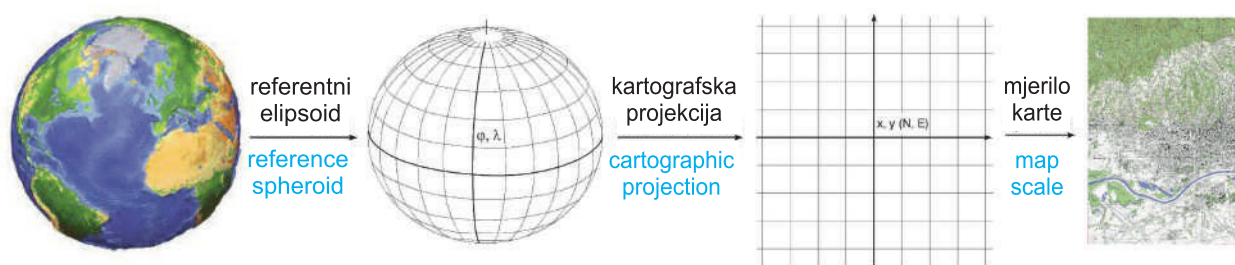 referentni
elipsoid
reference
spheroid
φ, λ
kartografska
projekcija
cartographic
projection
x, y (N, E)
mjerilo
karte
map
scale